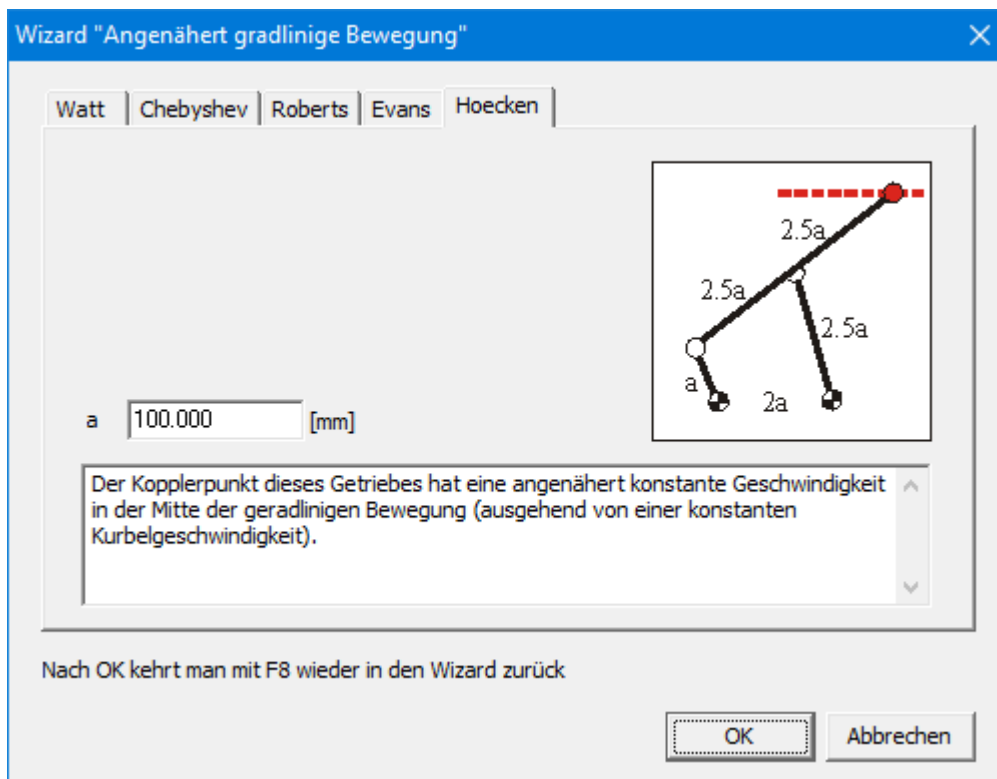 Wizard "Angenähert gradlinige Bewegung"
Watt Chebyshev Roberts Evans Hoecken
2.5a
2.5a
2.5a
a
2a
a 100.000 [mm]
Der Kopplerpunkt dieses Getriebes hat eine angenähert konstante Geschwindigkeit
in der Mitte der geradlinigen Bewegung (ausgehend von einer konstanten
Kurbelgeschwindigkeit).
Nach OK kehrt man mit F8 wieder in den Wizard zurück
OK Abbrechen